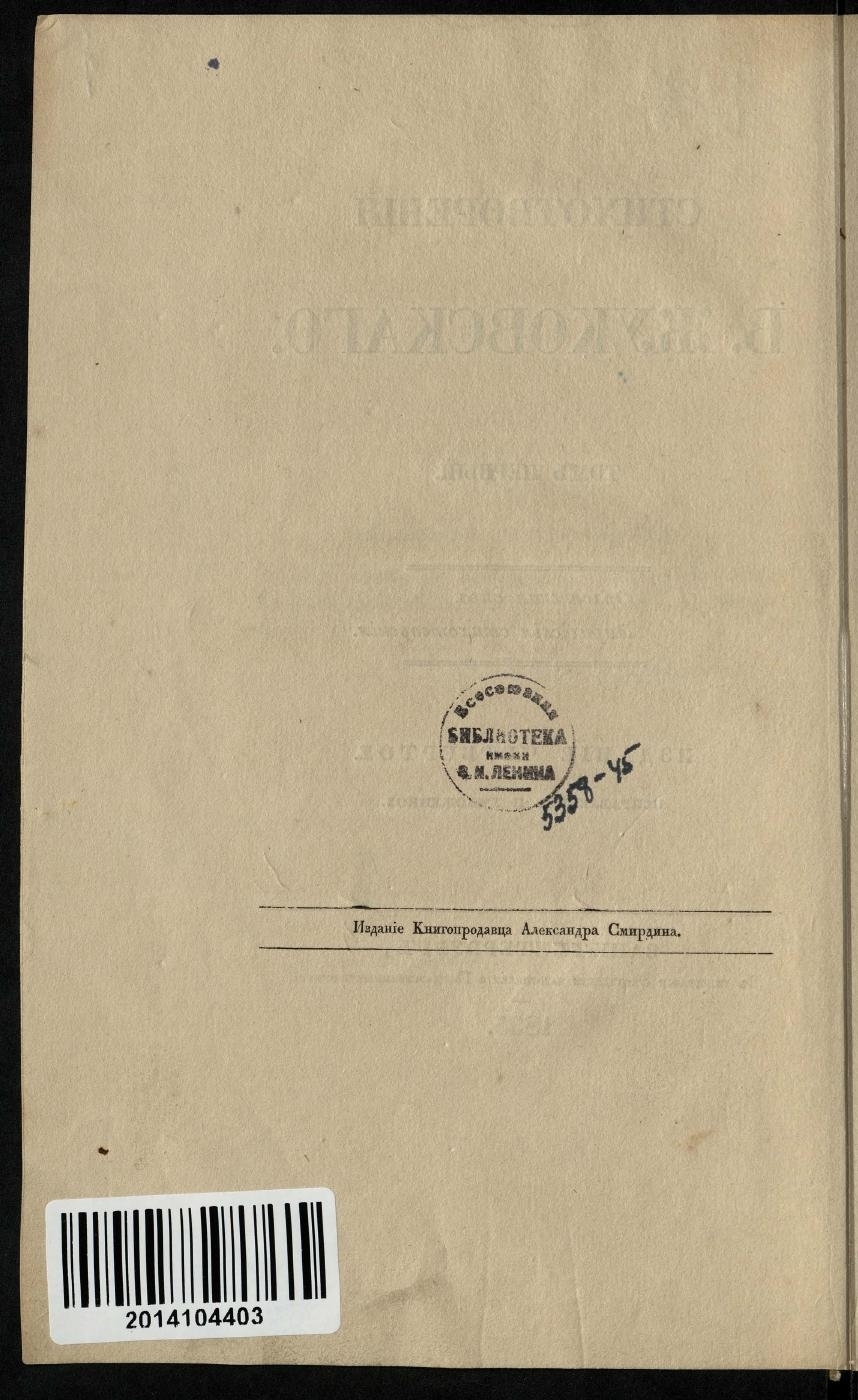 Всесоюзная
БИБЛИОТЕКА
имени
В.И.ЛЕНИНА
5358-45
Изданіе Книгопродавца Александра Смирдина.
2014104403